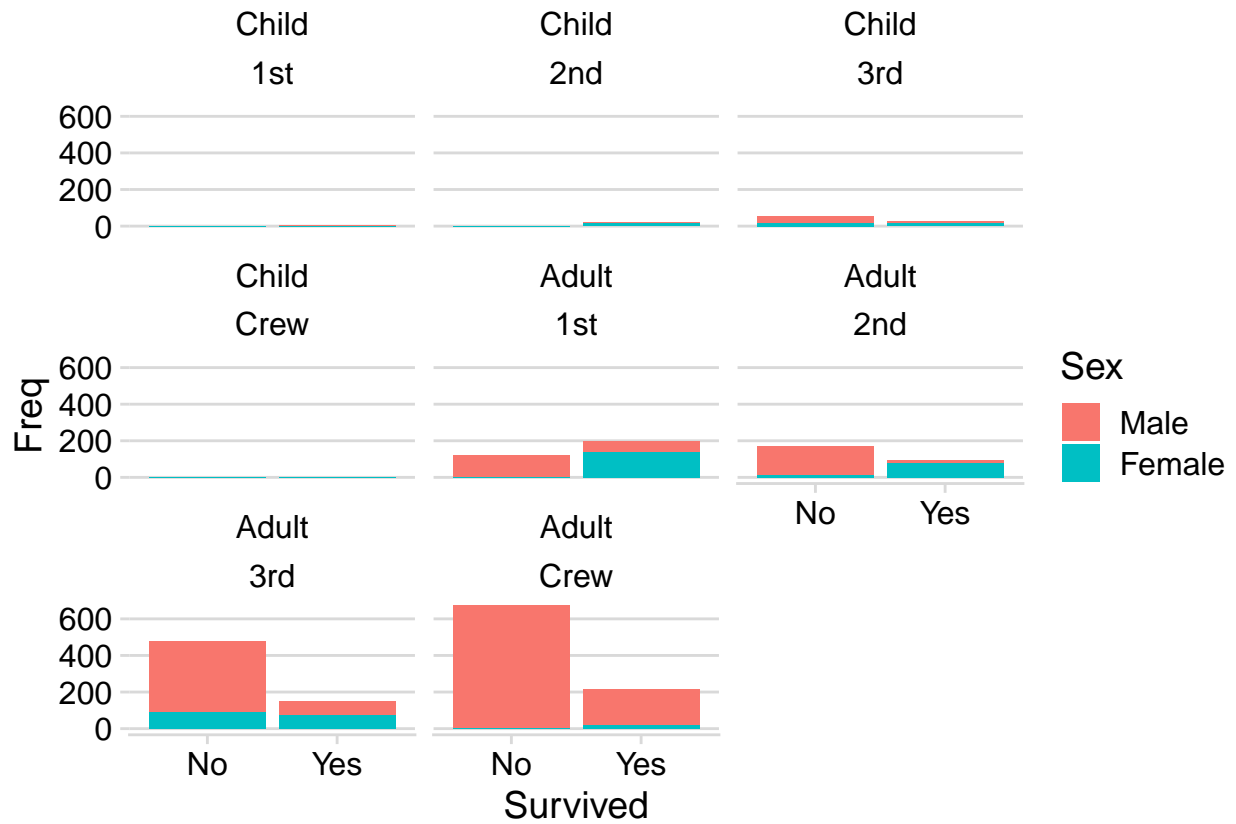 Child
1st
Child
2nd
Child
3rd
600
400
200
0
Child
Crew
Adult
1st
Adult
2nd
600
400
200
0
No
Yes
Adult
3rd
Adult
Crew
600
400
200
0
No
Yes
No
Yes
Freq
Survived
Sex
Male
Female